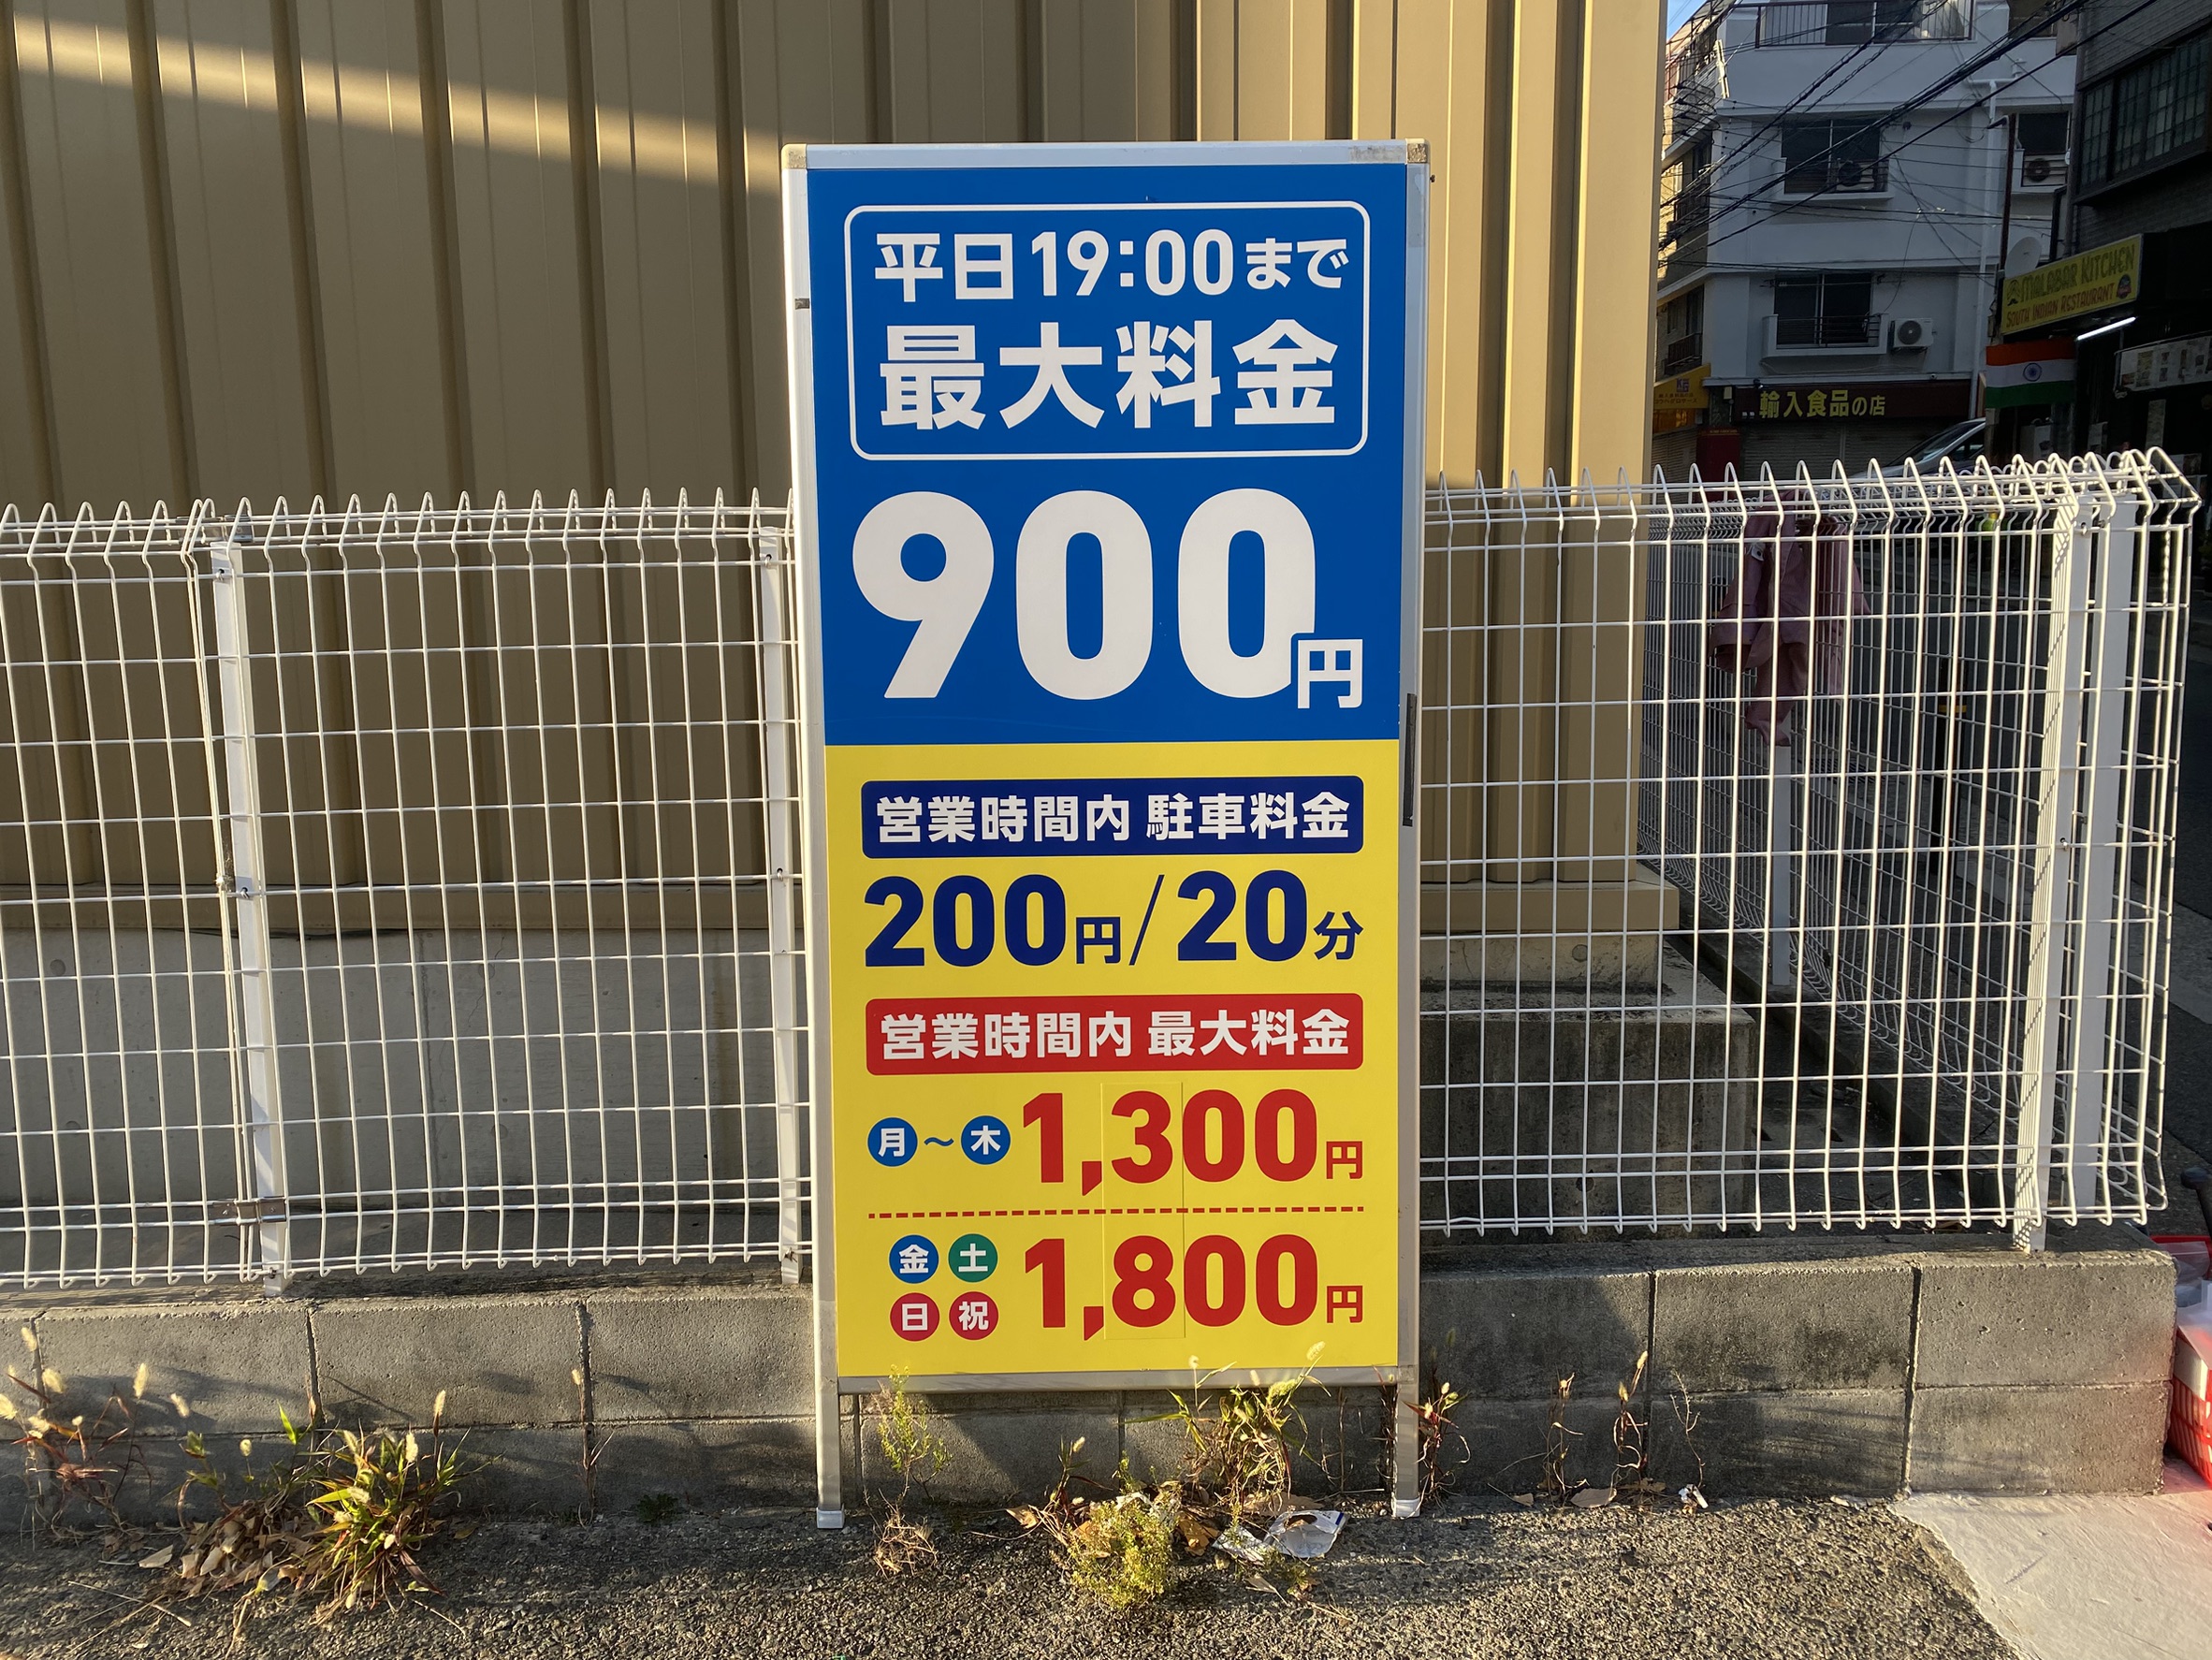 平日19:00まで
最大料金
900円
営業時間内 駐車料金
200円/20分
営業時間内 最大料金
月～木 1,300円
金 土 日 祝 1,800円
MALABAR KITCHEN
SOUTH INDIAN RESTAURANT
輸入食品の店